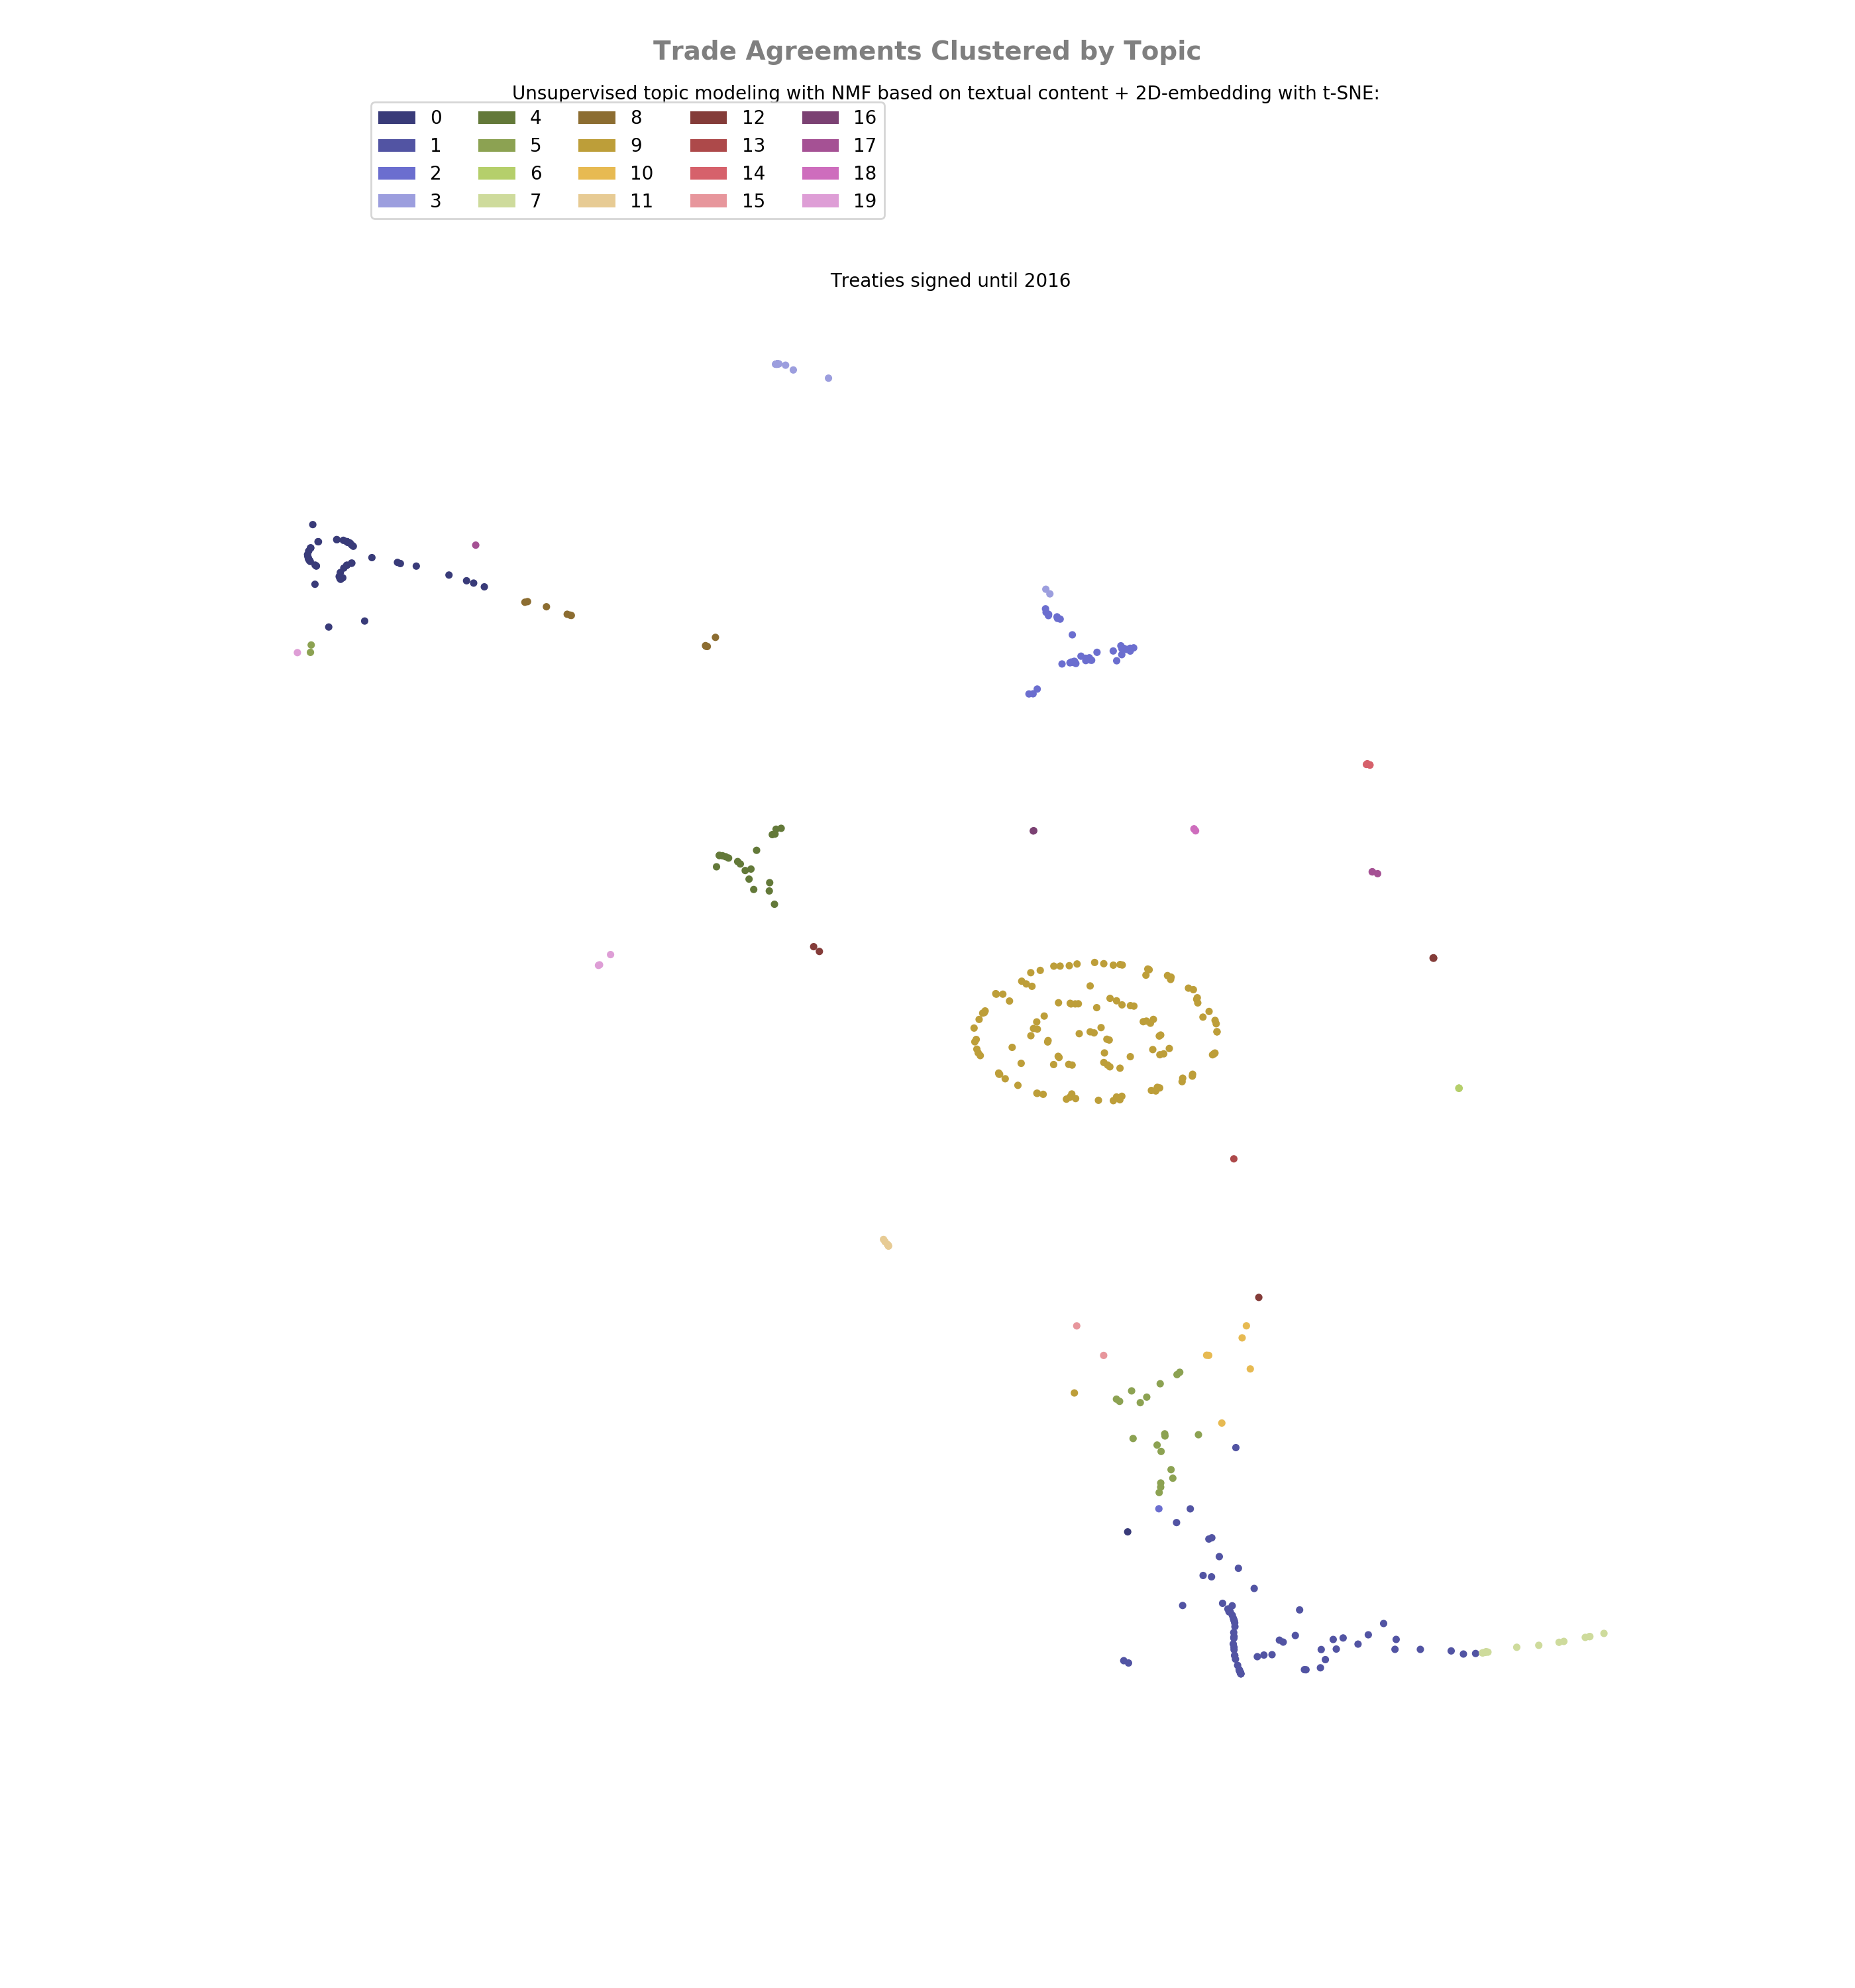 Trade Agreements Clustered by Topic
Unsupervised topic modeling with NMF based on textual content + 2D-embedding with t-SNE:
0 4 8 12 16
1 5 9 13 17
2 6 10 14 18
3 7 11 15 19
Treaties signed until 2016